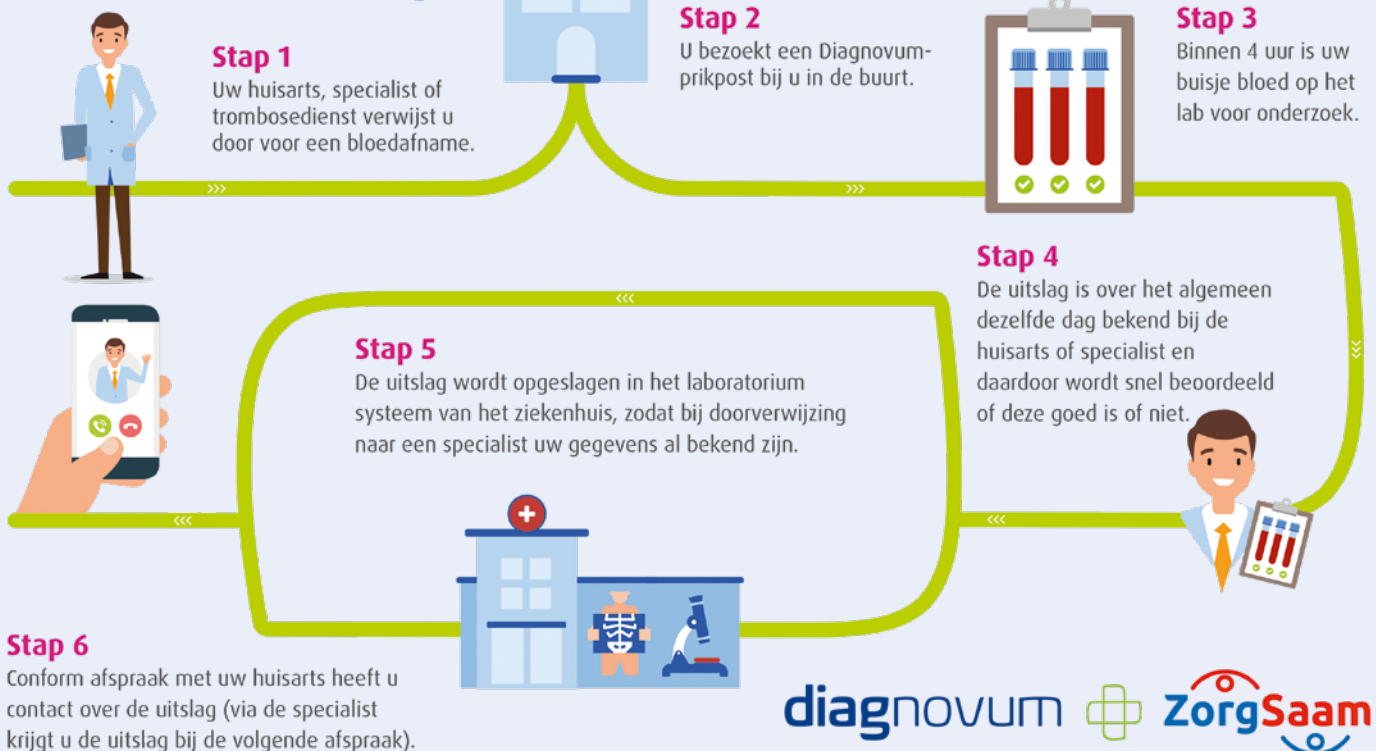 Stap 1
Uw huisarts, specialist of
trombosedienst verwijst u
door voor een bloedafname.
Stap 2
U bezoekt een Diagnovum-
prikpost bij u in de buurt.
Stap 3
Binnen 4 uur is uw
buisje bloed op het
lab voor onderzoek.
Stap 4
De uitslag is over het algemeen
dezelfde dag bekend bij de
huisarts of specialist en
daardoor wordt snel beoordeeld
of deze goed is of niet.
Stap 5
De uitslag wordt opgeslagen in het laboratorium
systeem van het ziekenhuis, zodat bij doorverwijzing
naar een specialist uw gegevens al bekend zijn.
Stap 6
Conform afspraak met uw huisarts heeft u
contact over de uitslag (via de specialist
krijgt u de uitslag bij de volgende afspraak).
diagnovum
ZorgSaam